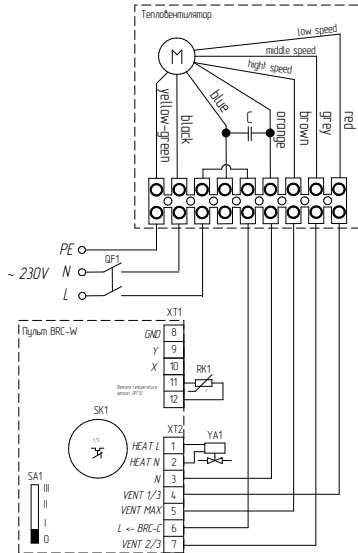 Тепловентилятор
low speed
middle speed
hight speed
M
yellow-green
black
blue
C
orange
brown
grey
red
PE
~ 230V N
QF1
L
Пульт BRC-W
XT1
GND 8
Y 9
X 10
Remote temperature
sensor (RTS)
11
12
RK1
SK1
t,°C
XT2
HEAT L 1
YA1
HEAT N 2
N 3
VENT 1/3 4
VENT MAX 5
L <- BRC-C 6
VENT 2/3 7
SA1
III
II
I
0